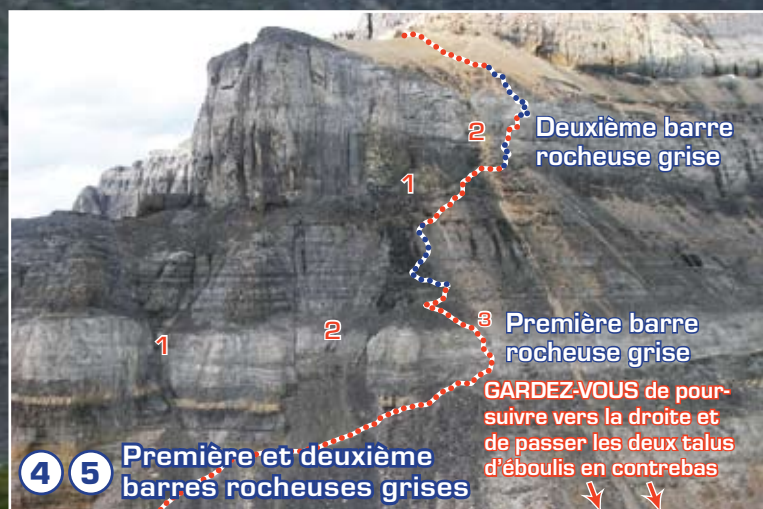 2
Deuxième barre
rocheuse grise
1
1
2
3
Première barre
rocheuse grise
GARDEZ-VOUS de pour-
suivre vers la droite et
de passer les deux talus
d'éboulis en contrebas
4 5 Première et deuxième
barres rocheuses grises